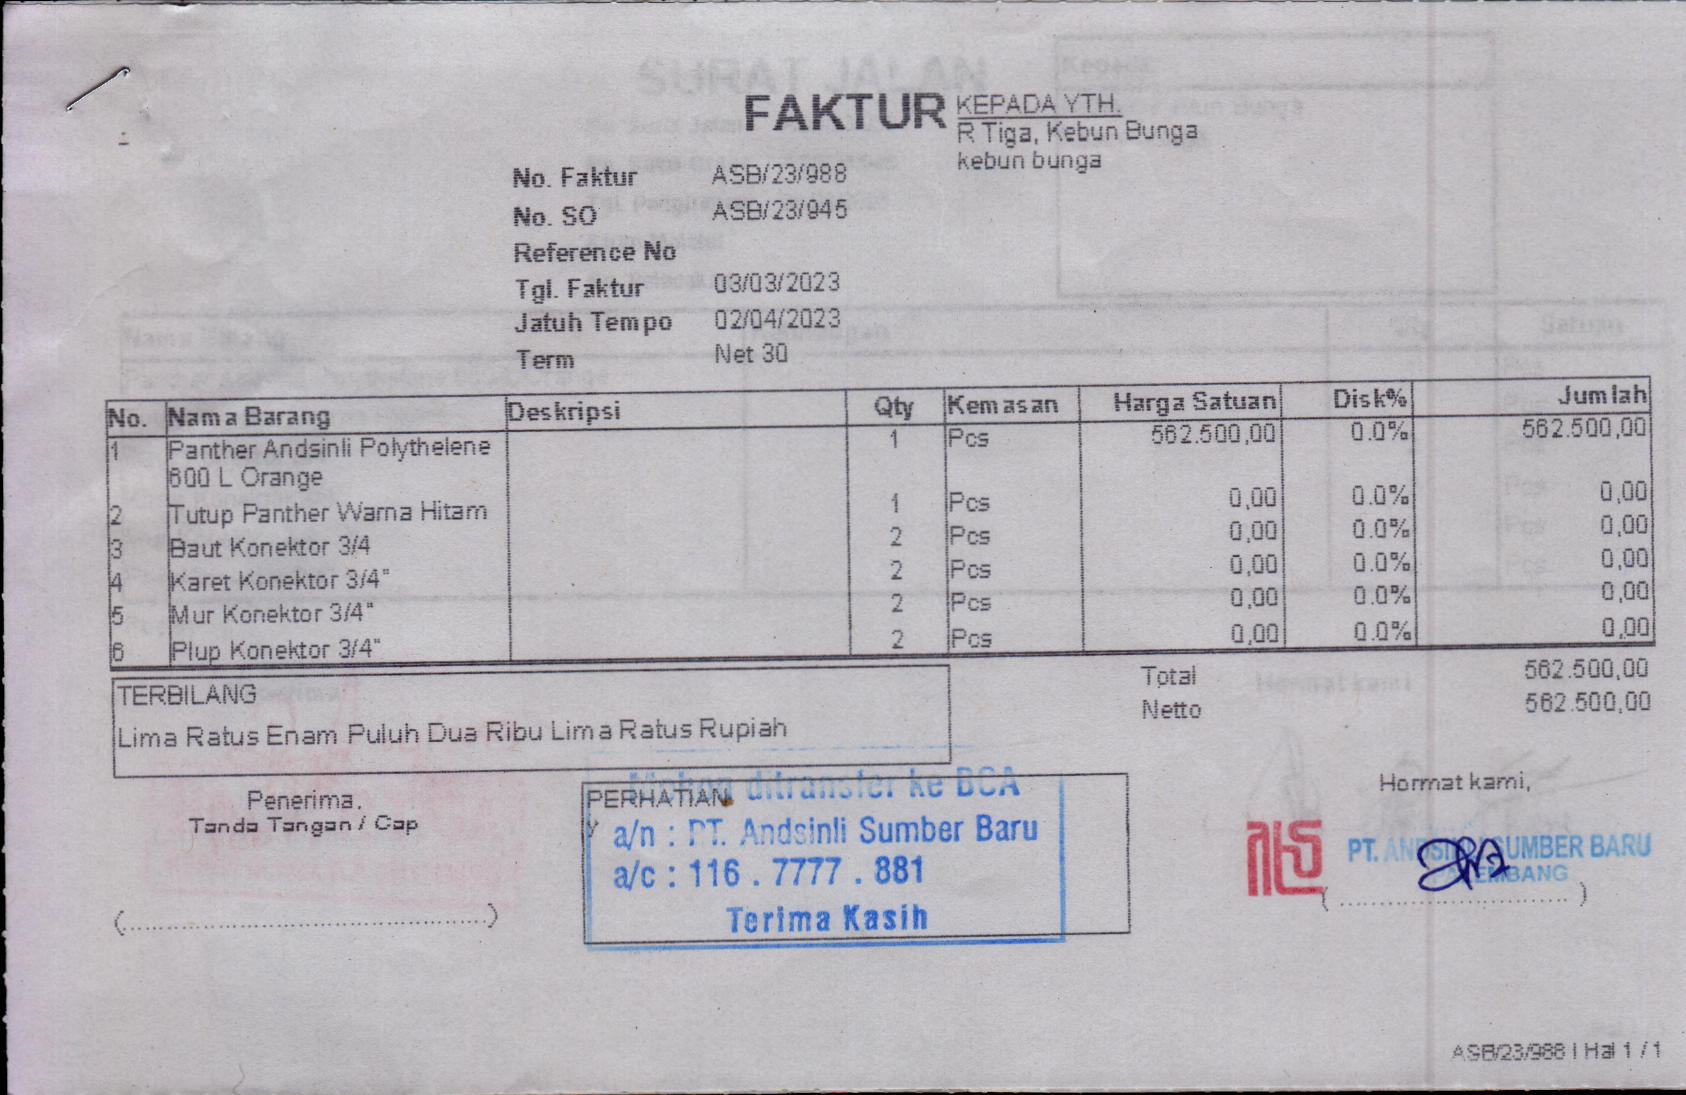 FAKTUR
KEPADA YTH.
R Tiga, Kebun Bunga
kebun bunga
No. Faktur ASB/23/988
No. SO ASB/23/945
Reference No
Tgl. Faktur 03/03/2023
Jatuh Tempo 02/04/2023
Term Net 30
No. Nama Barang Deskripsi Qty Kemasan Harga Satuan Disk% Jumlah
1 Panther Andsinli Polythelene 1 Pcs 562.500,00 0.0% 562.500,00
600 L Orange
2 Tutup Panther Warna Hitam 1 Pcs 0,00 0.0% 0,00
3 Baut Konektor 3/4 2 Pcs 0,00 0.0% 0,00
4 Karet Konektor 3/4" 2 Pcs 0,00 0.0% 0,00
5 Mur Konektor 3/4" 2 Pcs 0,00 0.0% 0,00
6 Plup Konektor 3/4" 2 Pcs 0,00 0.0% 0,00
Total 562.500,00
Netto 562.500,00
TERBILANG
Lima Ratus Enam Puluh Dua Ribu Lima Ratus Rupiah
Penerima,
Tanda Tangan / Cap
PERHATIAN
ditransfer ke BCA
a/n : PT. Andsinli Sumber Baru
a/c : 116 . 7777 . 881
Terima Kasih
Hormat kami,
PT. ANDSINLI SUMBER BARU
PALEMBANG
ASB/23/988 | Hal 1 / 1
SURAT JALAN